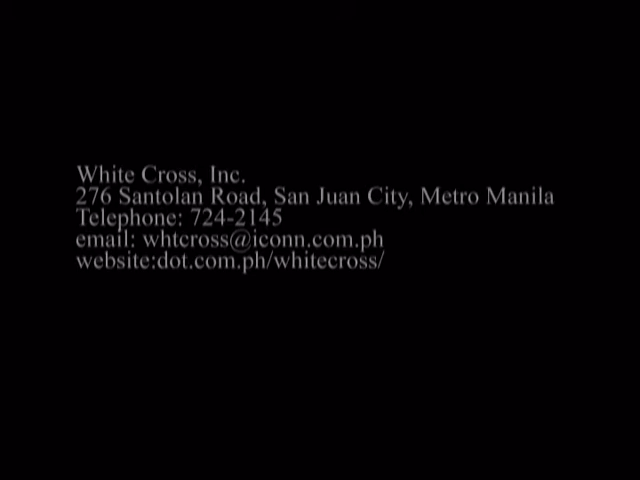 White Cross, Inc.
276 Santolan Road, San Juan City, Metro Manila
Telephone: 724-2145
email: whtcross@iconn.com.ph
website:dot.com.ph/whitecross/